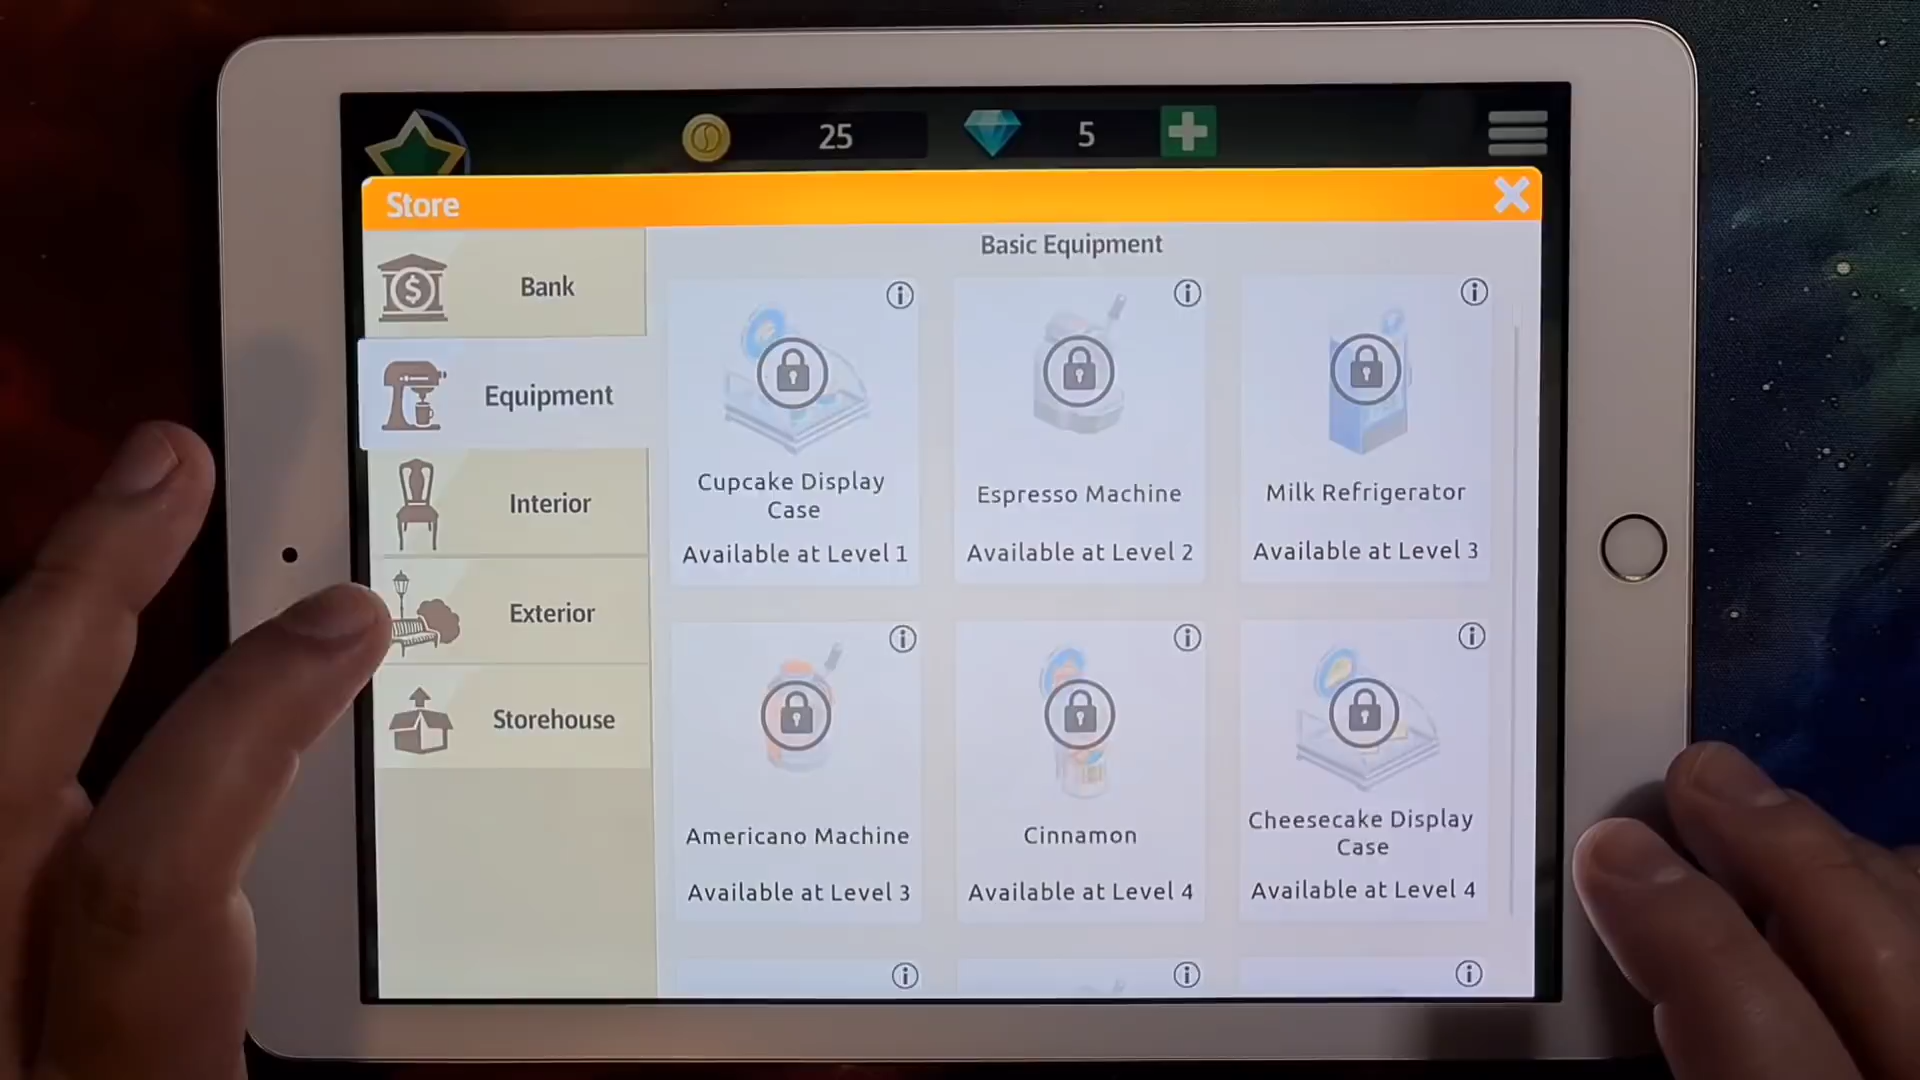 25
5
Store
Bank
Equipment
Interior
Exterior
Storehouse
Basic Equipment
Cupcake Display
Case
Available at Level 1
Espresso Machine
Available at Level 2
Milk Refrigerator
Available at Level 3
Americano Machine
Available at Level 3
Cinnamon
Available at Level 4
Cheesecake Display
Case
Available at Level 4